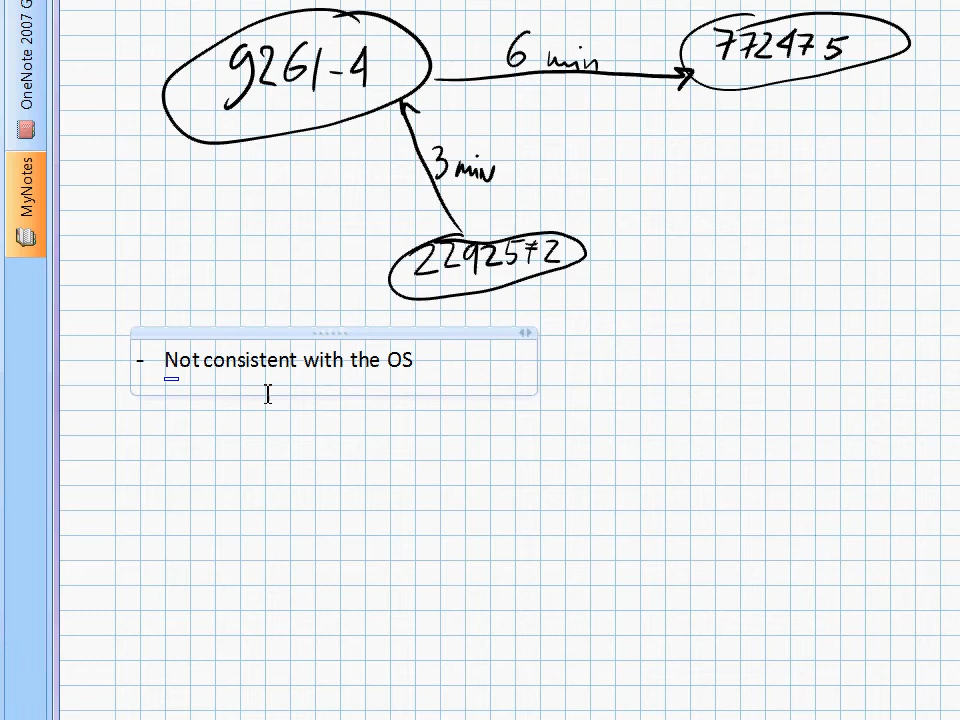 9261-4
6 min
772475
3 min
2292572
- Not consistent with the OS
OneNote 2007 G
MyNotes